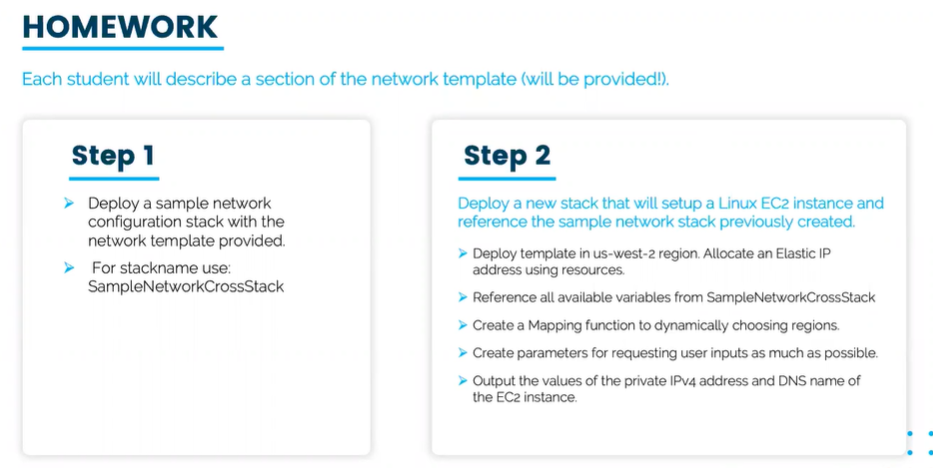 HOMEWORK
Each student will describe a section of the network template (will be provided!).
Step 1
➢ Deploy a sample network
configuration stack with the
network template provided.
➢ For stackname use:
SampleNetworkCrossStack
Step 2
Deploy a new stack that will setup a Linux EC2 instance and
reference the sample network stack previously created.
➢ Deploy template in us-west-2 region. Allocate an Elastic IP
address using resources.
➢ Reference all available variables from SampleNetworkCrossStack
➢ Create a Mapping function to dynamically choosing regions.
➢ Create parameters for requesting user inputs as much as possible.
➢ Output the values of the private IPv4 address and DNS name of
the EC2 instance.